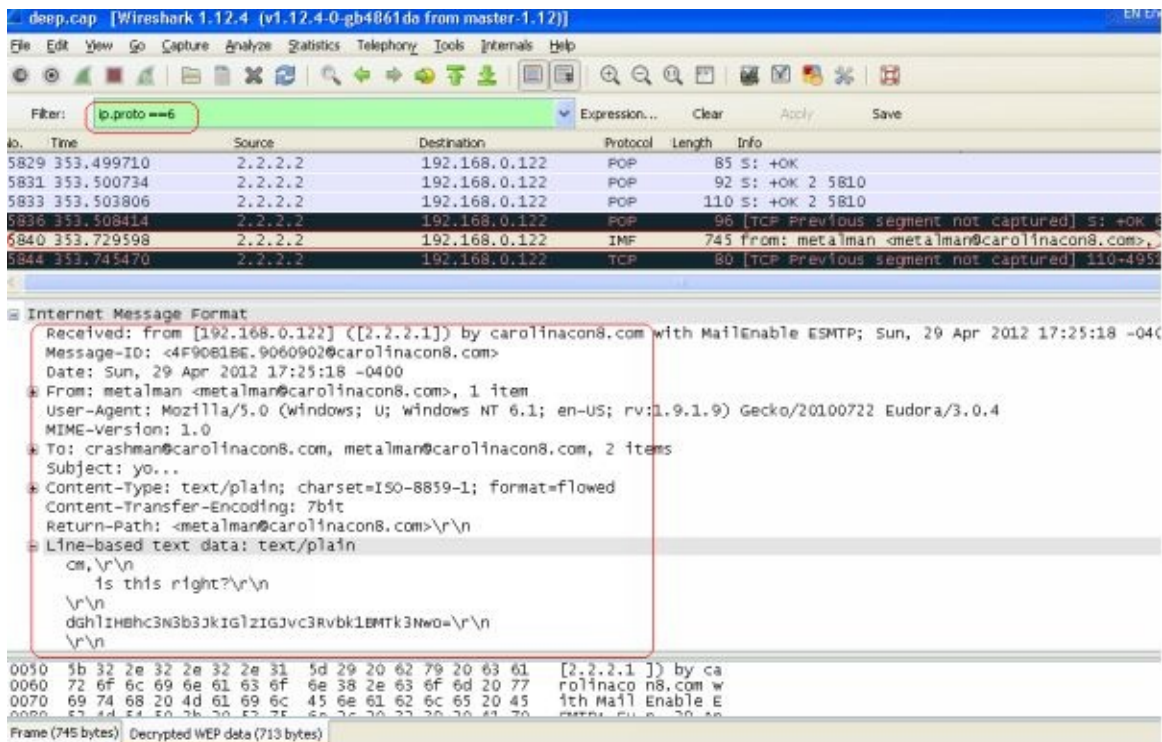 deep.cap [Wireshark 1.12.4 (v1.12.4-0-gb4861da from master-1.12)]
File Edit View Go Capture Analyze Statistics Telephony Tools Internals Help
Filter: ip.proto ==6 Expression... Clear Apply Save
No. Time Source Destination Protocol Length Info
5829 353.499710 2.2.2.2 192.168.0.122 POP 85 S: +OK
5831 353.500734 2.2.2.2 192.168.0.122 POP 92 S: +OK 2 5810
5833 353.503806 2.2.2.2 192.168.0.122 POP 110 S: +OK 2 5810
5836 353.508414 2.2.2.2 192.168.0.122 POP 96 [TCP Previous segment not captured] S: +OK
5840 353.729598 2.2.2.2 192.168.0.122 IMF 745 from: metalman <metalman@carolinacon8.com>,
5844 353.745470 2.2.2.2 192.168.0.122 TCP 80 [TCP Previous segment not captured]
Internet Message Format
Received: from [192.168.0.122] ([2.2.2.1]) by carolinacon8.com with MailEnable ESMTP; Sun, 29 Apr 2012 17:25:18 -040
Message-ID: <4F9DB1BE.9060902@carolinacon8.com>
Date: Sun, 29 Apr 2012 17:25:18 -0400
From: metalman <metalman@carolinacon8.com>, 1 item
User-Agent: Mozilla/5.0 (Windows; U; Windows NT 6.1; en-US; rv:1.9.1.9) Gecko/20100722 Eudora/3.0.4
MIME-Version: 1.0
To: crashman@carolinacon8.com, metalman@carolinacon8.com, 2 items
Subject: yo...
Content-Type: text/plain; charset=ISO-8859-1; format=flowed
Content-Transfer-Encoding: 7bit
Return-Path: <metalman@carolinacon8.com>\r\n
Line-based text data: text/plain
cm,\r\n
is this right?\r\n
\r\n
dGhlIHBhc3N3b3JkIGlzIGJvc3Rvbk1BMTk3Nwo=\r\n
\r\n
0050 5b 32 2e 32 2e 32 2e 31 5d 29 20 62 79 20 63 61 [2.2.2.1 ]) by ca
0060 72 6f 6c 69 6e 61 63 6f 6e 38 2e 63 6f 6d 20 77 rolinaco n8.com w
0070 69 74 68 20 4d 61 69 6c 45 6e 61 62 6c 65 20 45 ith Mail Enable E
Frame (745 bytes) Decrypted WEP data (713 bytes)